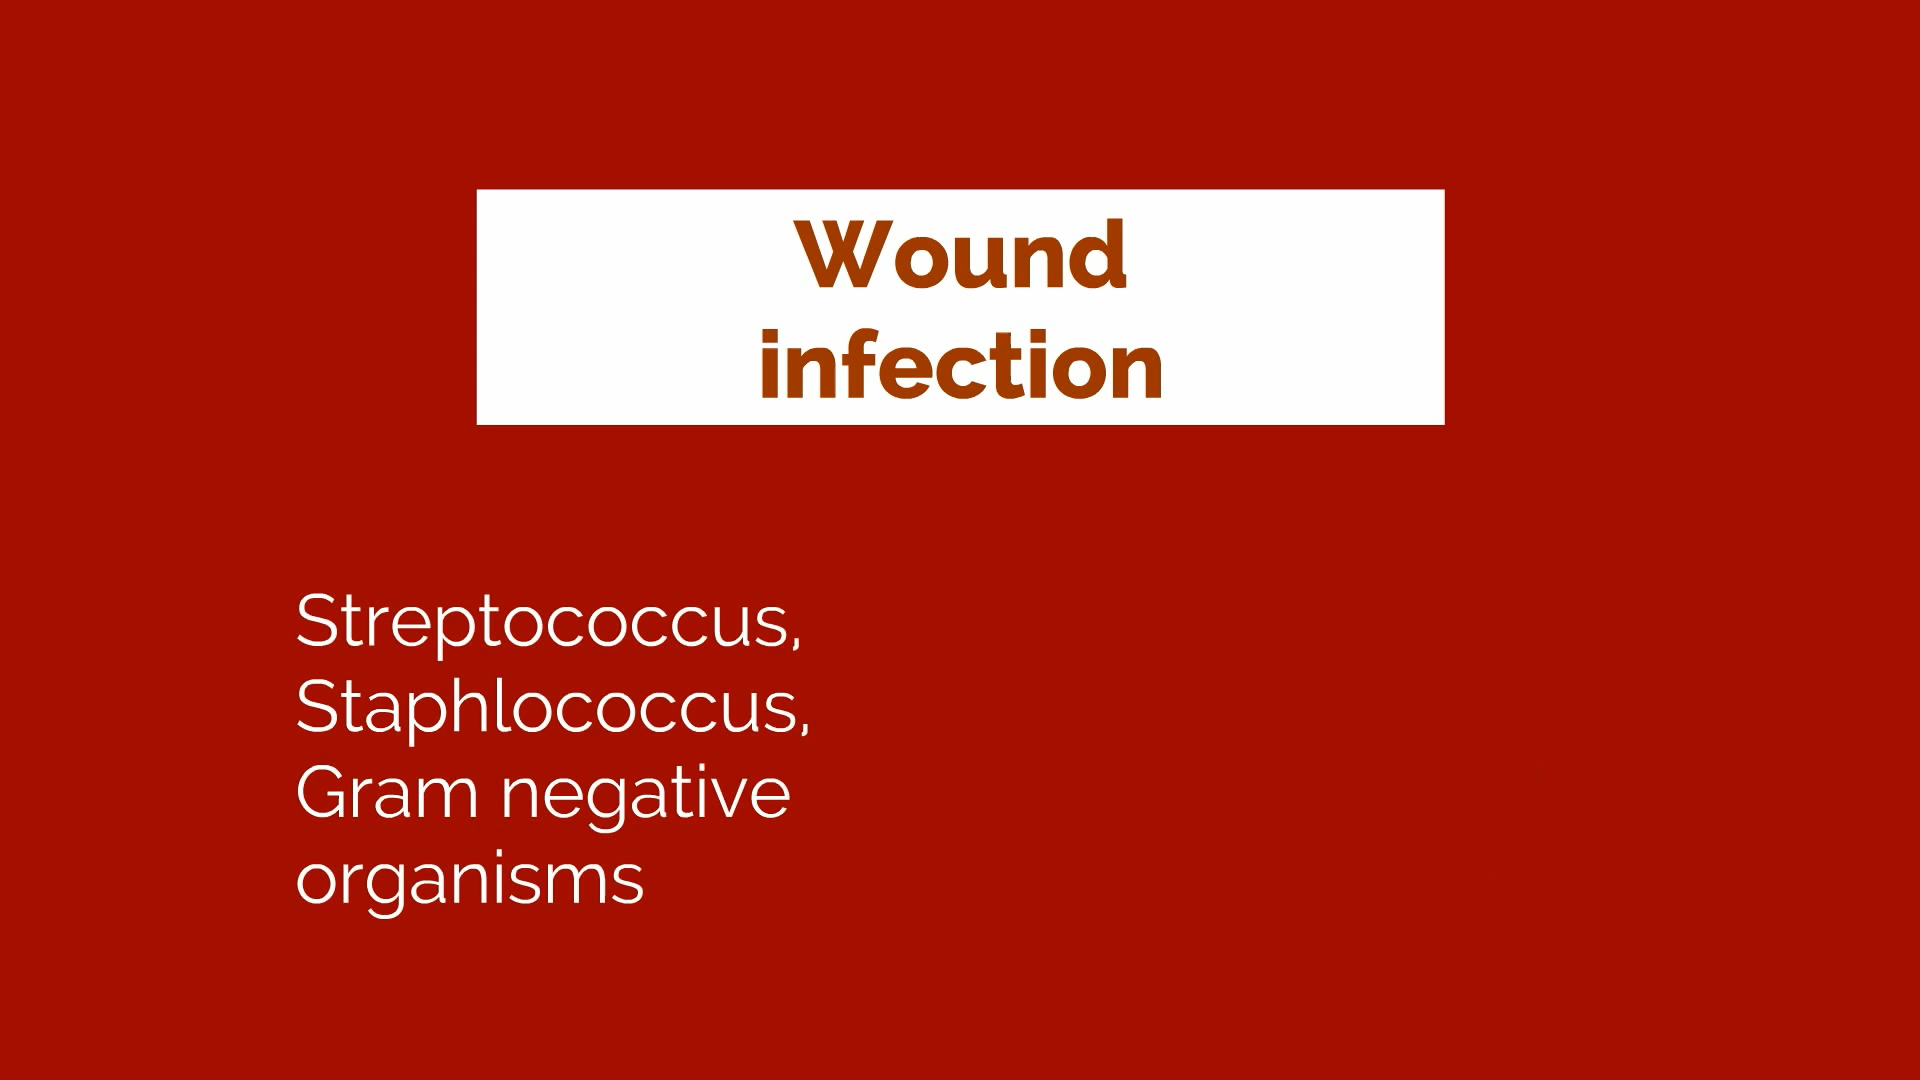 Wound
infection
Streptococcus,
Staphlococcus,
Gram negative
organisms